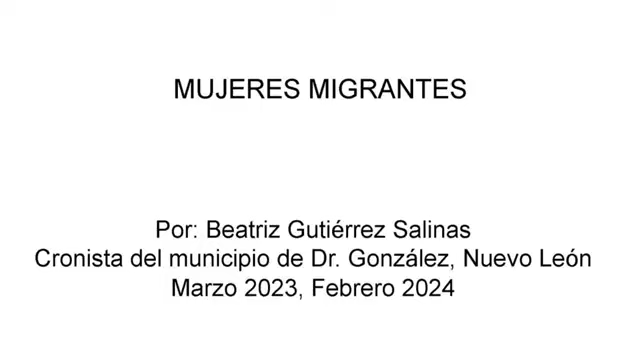 MUJERES MIGRANTES
Por: Beatriz Gutiérrez Salinas
Cronista del municipio de Dr. González, Nuevo León
Marzo 2023, Febrero 2024